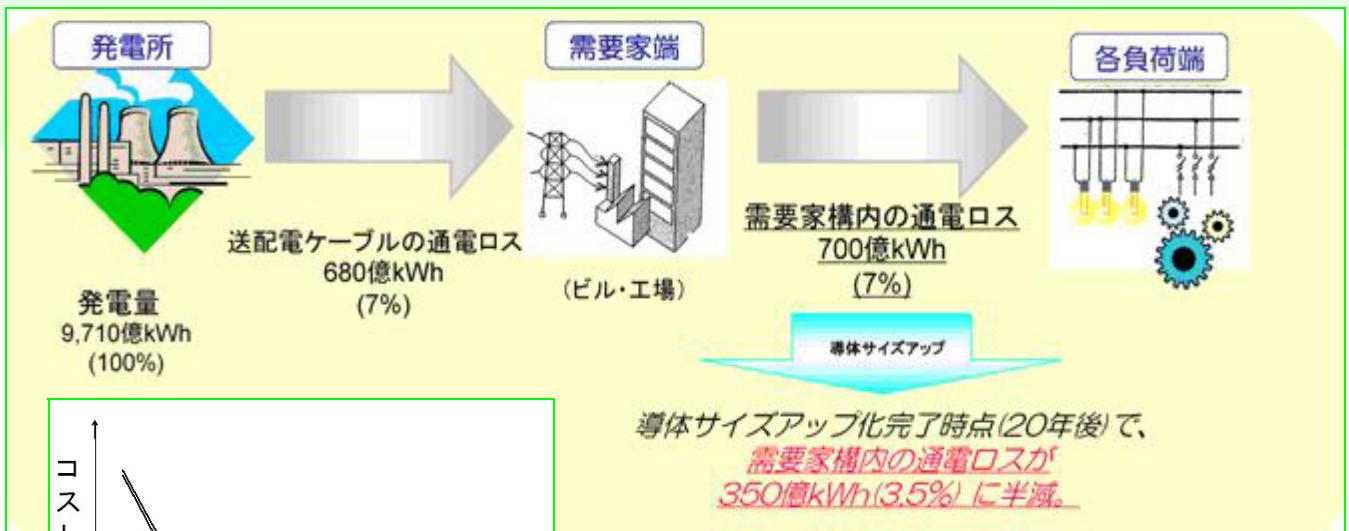 発電所
需要家端
各負荷端
送配電ケーブルの通電ロス
680億kWh
(7%)
(ビル・工場)
需要家構内の通電ロス
700億kWh
(7%)
発電量
9,710億kWh
(100%)
導体サイズアップ
導体サイズアップ化完了時点(20年後)で、
需要家構内の通電ロスが
350億kWh(3.5%)に半減。
コス